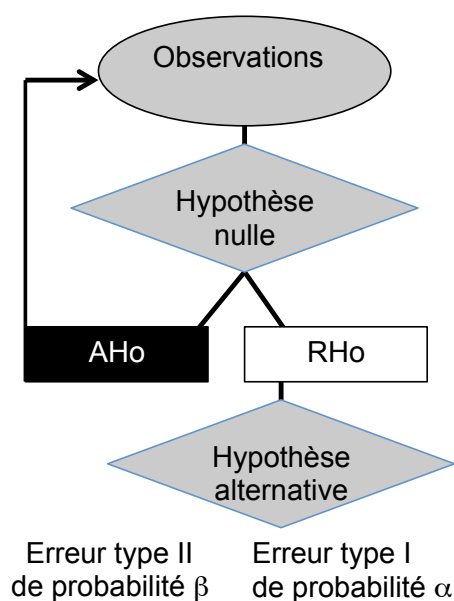 Observations
Hypothèse
nulle
AHo
RHo
Hypothèse
alternative
Erreur type II
de probabilité β
Erreur type I
de probabilité α